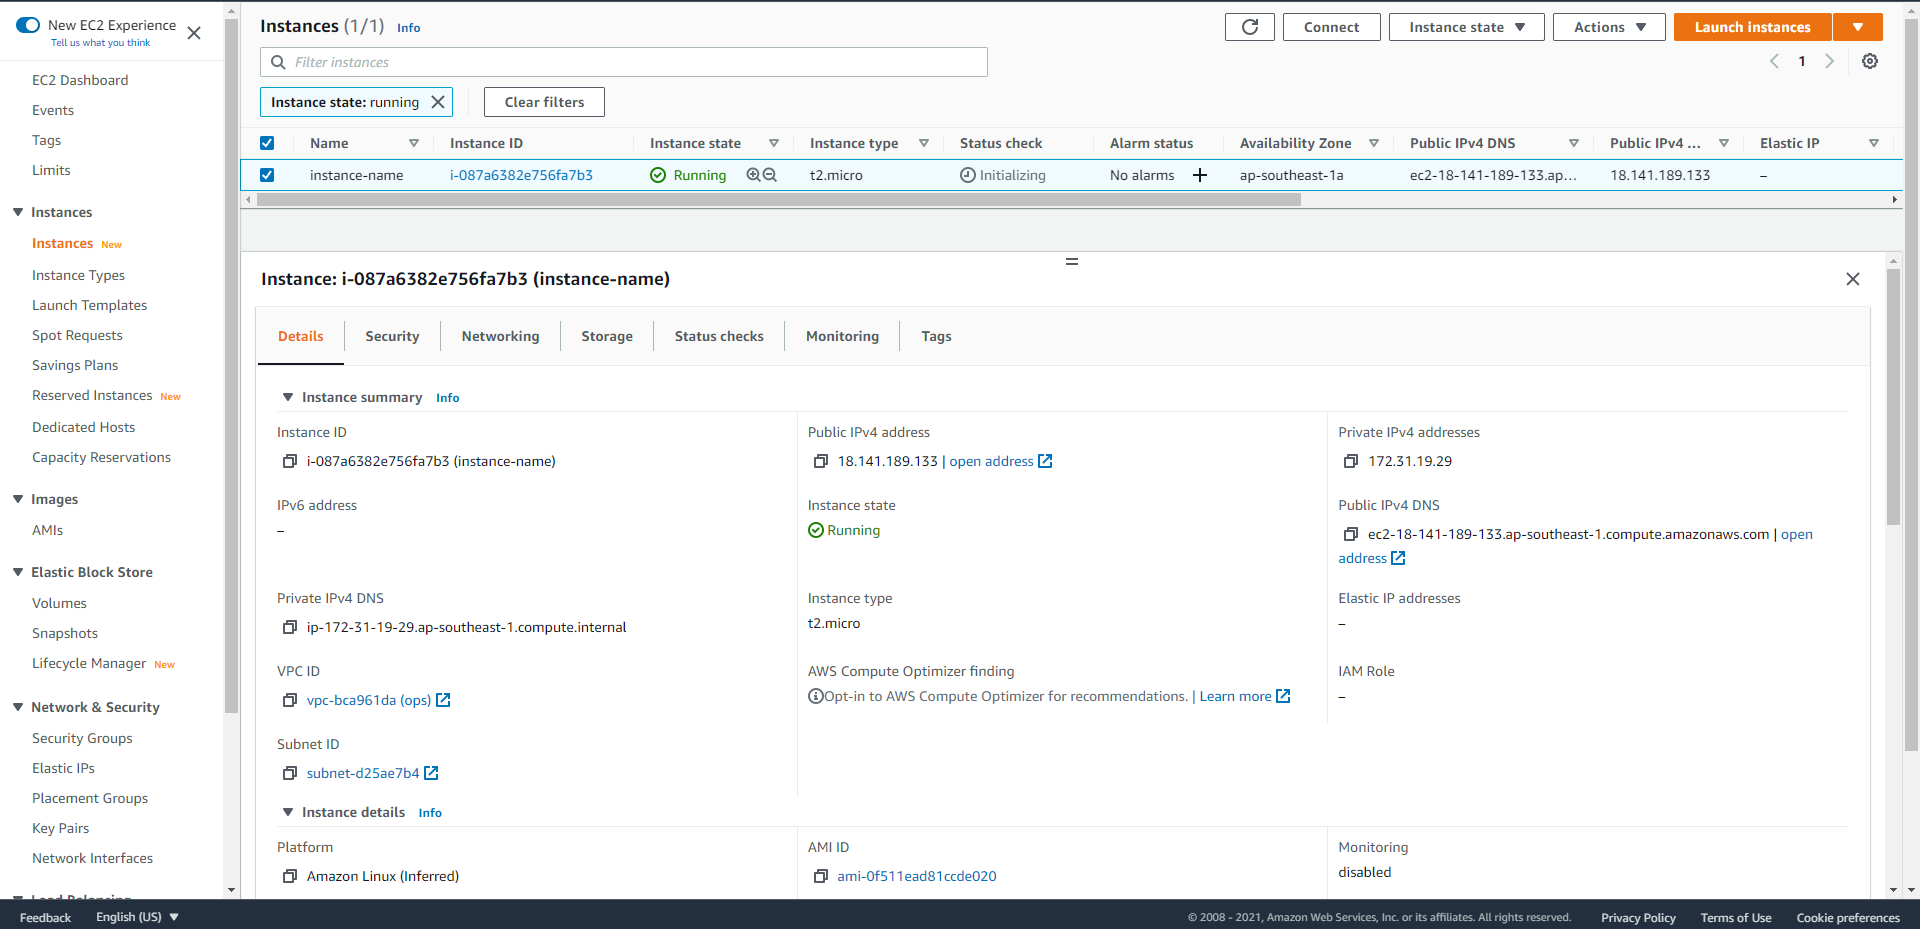 New EC2 Experience
Tell us what you think
EC2 Dashboard
Events
Tags
Limits
Instances
Instances New
Instance Types
Launch Templates
Spot Requests
Savings Plans
Reserved Instances New
Dedicated Hosts
Capacity Reservations
Images
AMIs
Elastic Block Store
Volumes
Snapshots
Lifecycle Manager New
Network & Security
Security Groups
Elastic IPs
Placement Groups
Key Pairs
Network Interfaces
Load Balancing
Instances (1/1) Info
Connect
Instance state
Actions
Launch instances
Filter instances
1
Instance state: running
Clear filters
Name Instance ID Instance state Instance type Status check Alarm status Availability Zone Public IPv4 DNS Public IPv4 ... Elastic IP
instance-name i-087a6382e756fa7b3 Running t2.micro Initializing No alarms + ap-southeast-1a ec2-18-141-189-133.ap... 18.141.189.133 –
Instance: i-087a6382e756fa7b3 (instance-name)
Details Security Networking Storage Status checks Monitoring Tags
Instance summary Info
Instance ID
i-087a6382e756fa7b3 (instance-name)
Public IPv4 address
18.141.189.133 | open address
Private IPv4 addresses
172.31.19.29
IPv6 address
–
Instance state
Running
Public IPv4 DNS
ec2-18-141-189-133.ap-southeast-1.compute.amazonaws.com | open
address
Private IPv4 DNS
ip-172-31-19-29.ap-southeast-1.compute.internal
Instance type
t2.micro
Elastic IP addresses
–
VPC ID
vpc-bca961da (ops)
AWS Compute Optimizer finding
Opt-in to AWS Compute Optimizer for recommendations. | Learn more
IAM Role
–
Subnet ID
subnet-d25ae7b4
Instance details Info
Platform
Amazon Linux (Inferred)
AMI ID
ami-0f511ead81ccde020
Monitoring
disabled
Feedback English (US)
© 2008 - 2021, Amazon Web Services, Inc. or its affiliates. All rights reserved. Privacy Policy Terms of Use Cookie preferences